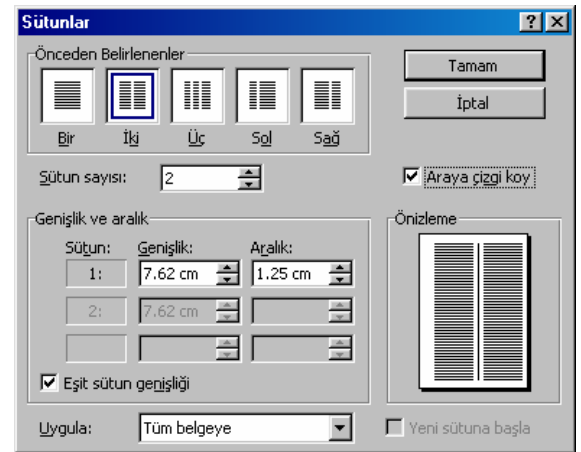 Sütunlar
Önceden Belirlenenler
Bir İki Üç Sol Sağ
Tamam
İptal
Sütun sayısı: 2
Araya çizgi koy
Genişlik ve aralık
Sütun: Genişlik: Aralık:
1: 7.62 cm 1.25 cm
2: 7.62 cm
Eşit sütun genişliği
Önizleme
Uygula: Tüm belgeye
Yeni sütuna başla